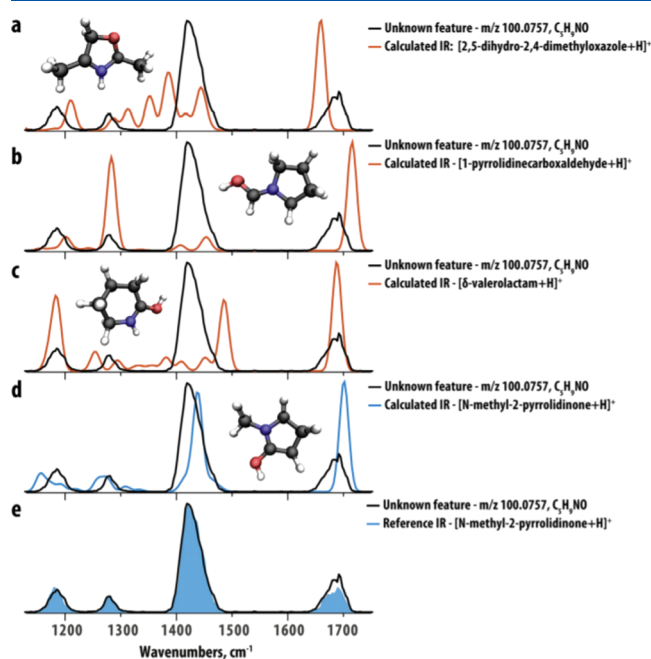 a
Unknown feature - m/z 100.0757, C₅H₉NO
Calculated IR: [2,5-dihydro-2,4-dimethyloxazole+H]⁺
b
Unknown feature - m/z 100.0757, C₅H₉NO
Calculated IR - [1-pyrrolidinecarboxaldehyde+H]⁺
c
Unknown feature - m/z 100.0757, C₅H₉NO
Calculated IR - [δ-valerolactam+H]⁺
d
Unknown feature - m/z 100.0757, C₅H₉NO
Calculated IR - [N-methyl-2-pyrrolidinone+H]⁺
e
Unknown feature - m/z 100.0757, C₅H₉NO
Reference IR - [N-methyl-2-pyrrolidinone+H]⁺
1200 1300 1400 1500 1600 1700
Wavenumbers, cm⁻¹